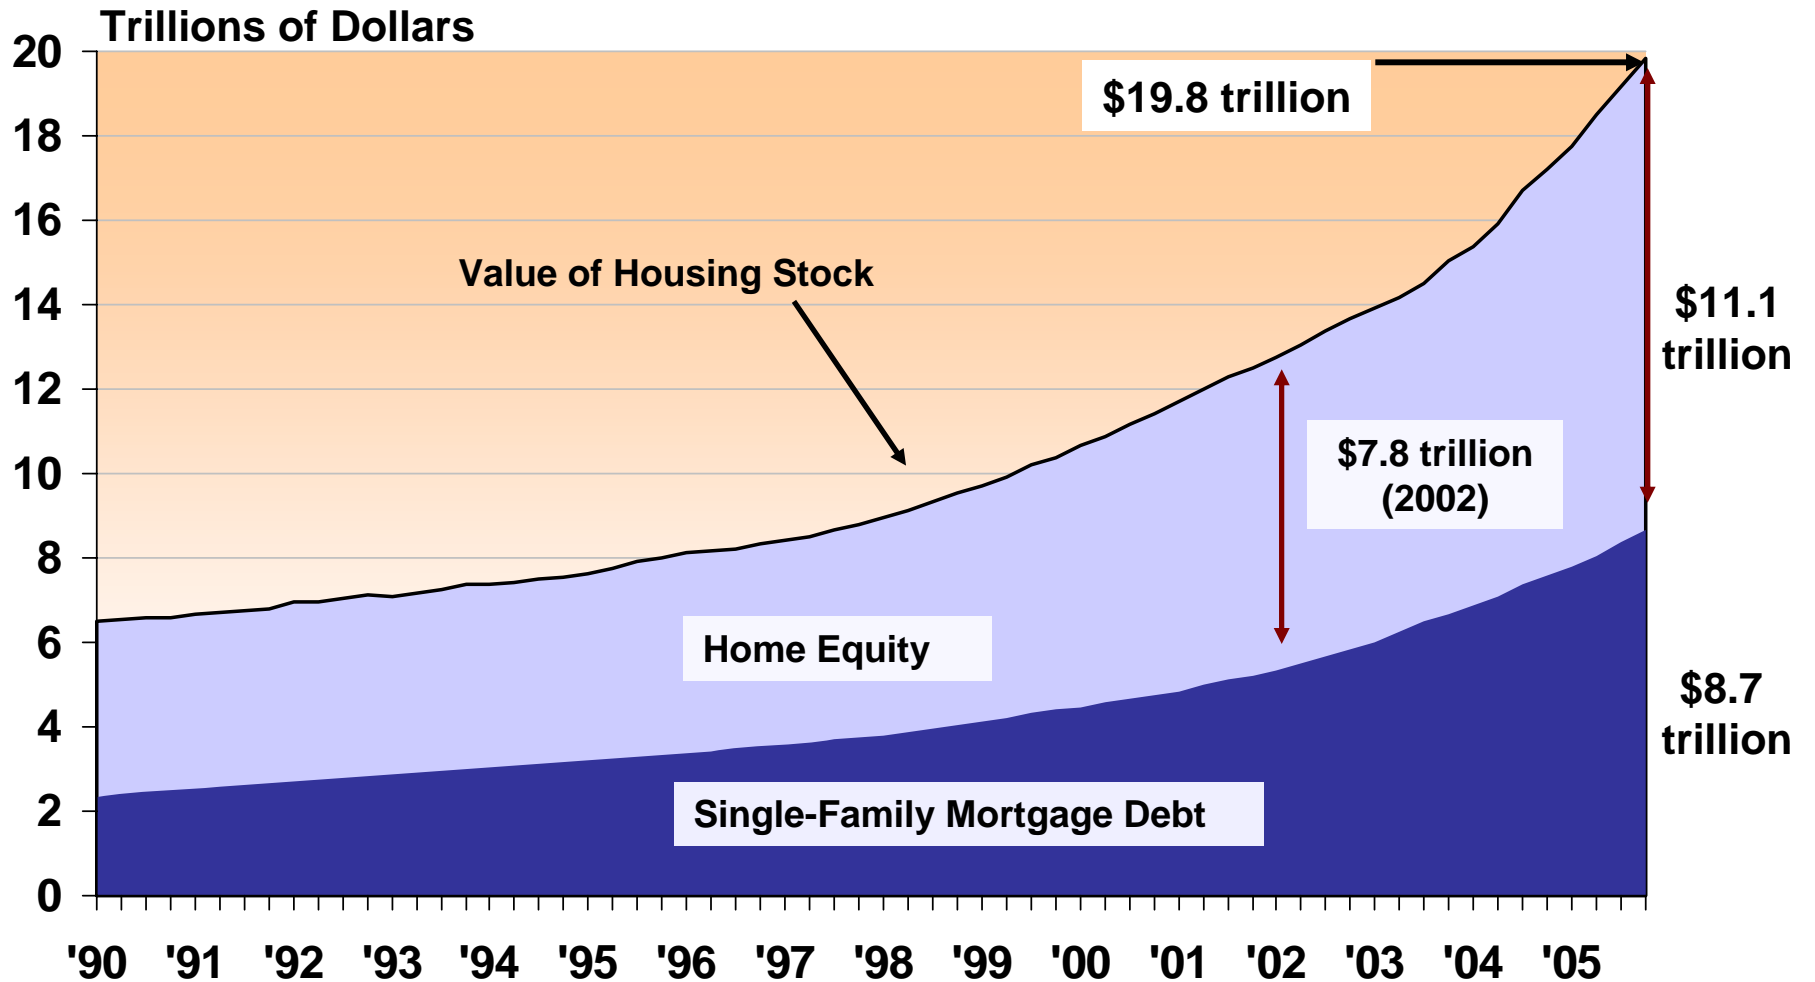 Trillions of Dollars
20
18
16
14
12
10
8
6
4
2
0
$19.8 trillion
Value of Housing Stock
$11.1
trillion
$7.8 trillion
(2002)
Home Equity
$8.7
trillion
Single-Family Mortgage Debt
'90 '91 '92 '93 '94 '95 '96 '97 '98 '99 '00 '01 '02 '03 '04 '05